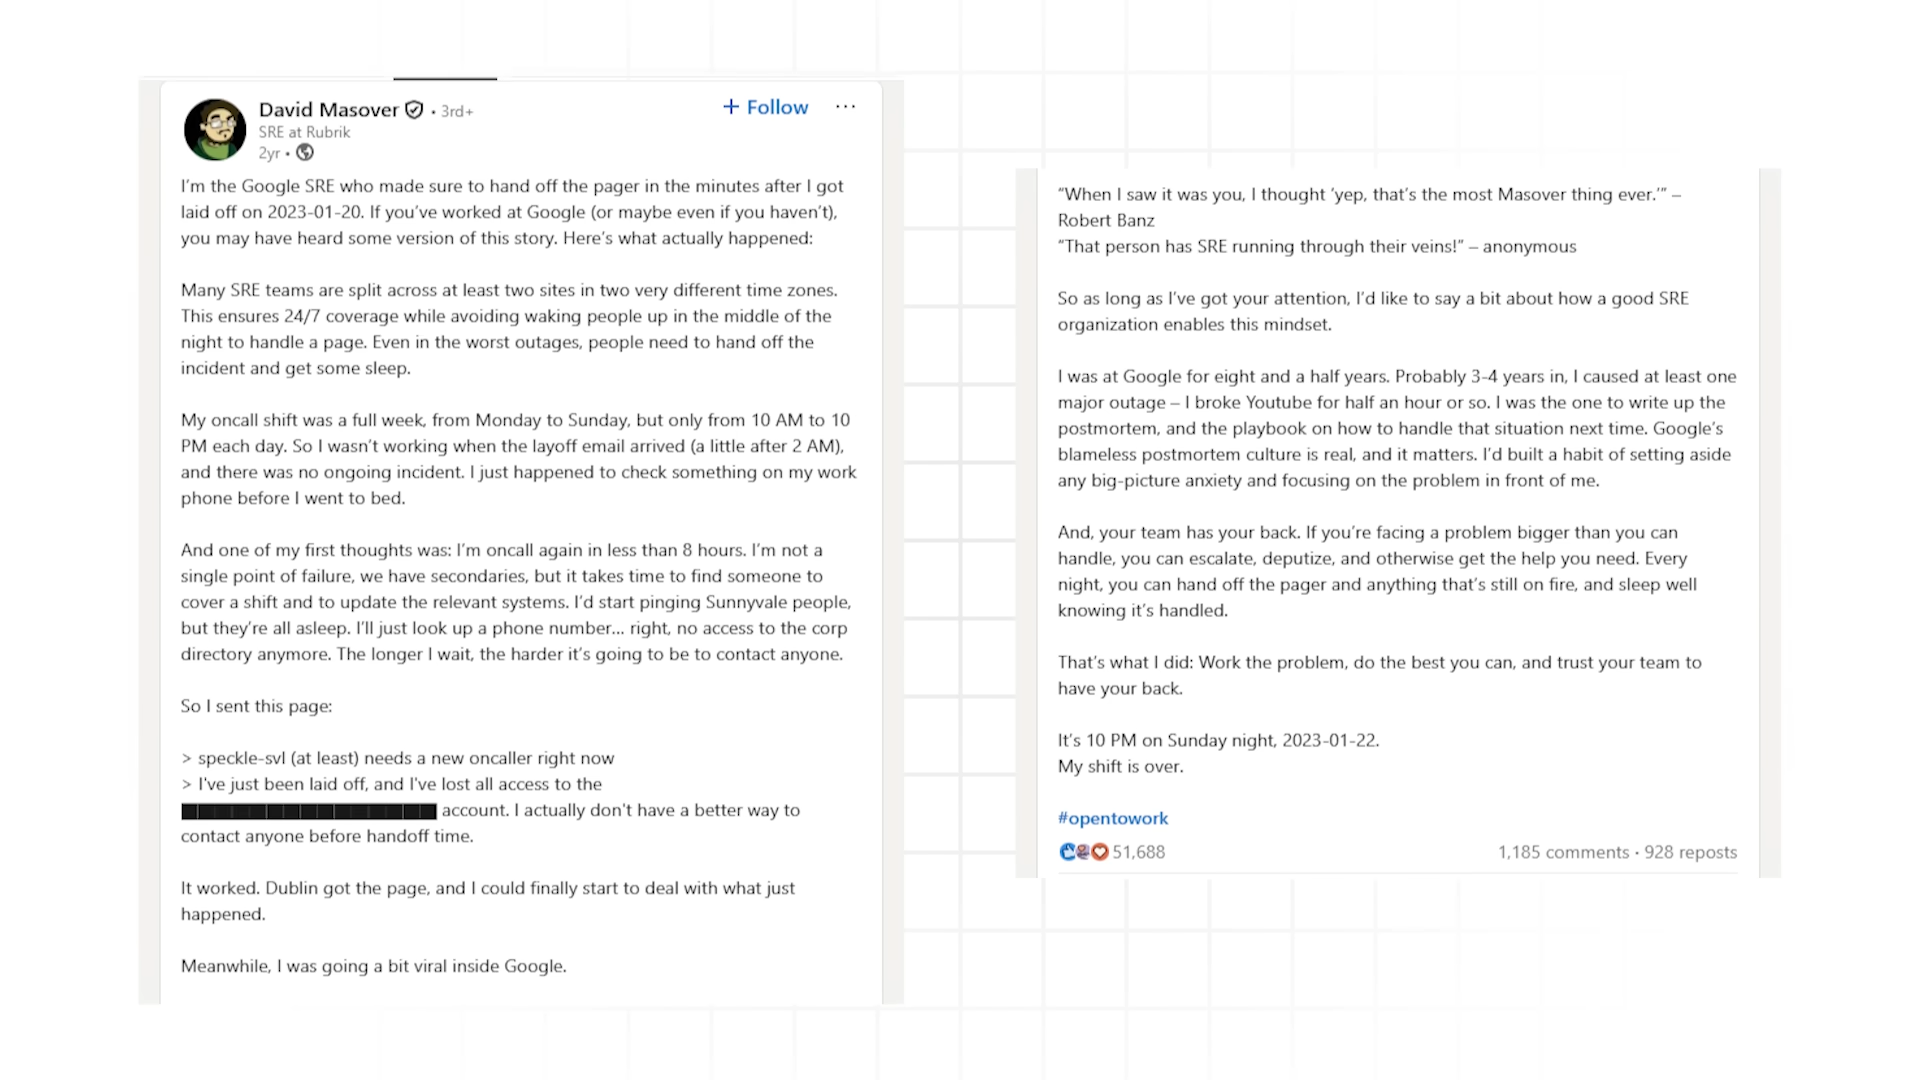 David Masover • 3rd+
+ Follow ...
SRE at Rubrik
2yr •
I’m the Google SRE who made sure to hand off the pager in the minutes after I got
laid off on 2023-01-20. If you’ve worked at Google (or maybe even if you haven’t),
you may have heard some version of this story. Here’s what actually happened:
Many SRE teams are split across at least two sites in two very different time zones.
This ensures 24/7 coverage while avoiding waking people up in the middle of the
night to handle a page. Even in the worst outages, people need to hand off the
incident and get some sleep.
My oncall shift was a full week, from Monday to Sunday, but only from 10 AM to 10
PM each day. So I wasn’t working when the layoff email arrived (a little after 2 AM),
and there was no ongoing incident. I just happened to check something on my work
phone before I went to bed.
And one of my first thoughts was: I’m oncall again in less than 8 hours. I’m not a
single point of failure, we have secondaries, but it takes time to find someone to
cover a shift and to update the relevant systems. I’d start pinging Sunnyvale people,
but they’re all asleep. I’ll just look up a phone number... right, no access to the corp
directory anymore. The longer I wait, the harder it’s going to be to contact anyone.
So I sent this page:
> speckle-svl (at least) needs a new oncaller right now
> I've just been laid off, and I've lost all access to the
account. I actually don't have a better way to
contact anyone before handoff time.
It worked. Dublin got the page, and I could finally start to deal with what just
happened.
Meanwhile, I was going a bit viral inside Google.
“When I saw it was you, I thought ‘yep, that’s the most Masover thing ever.’” –
Robert Banz
“That person has SRE running through their veins!” – anonymous
So as long as I’ve got your attention, I’d like to say a bit about how a good SRE
organization enables this mindset.
I was at Google for eight and a half years. Probably 3-4 years in, I caused at least one
major outage – I broke Youtube for half an hour or so. I was the one to write up the
postmortem, and the playbook on how to handle that situation next time. Google’s
blameless postmortem culture is real, and it matters. I’d built a habit of setting aside
any big-picture anxiety and focusing on the problem in front of me.
And, your team has your back. If you’re facing a problem bigger than you can
handle, you can escalate, deputize, and otherwise get the help you need. Every
night, you can hand off the pager and anything that’s still on fire, and sleep well
knowing it’s handled.
That’s what I did: Work the problem, do the best you can, and trust your team to
have your back.
It’s 10 PM on Sunday night, 2023-01-22.
My shift is over.
#opentowork
51,688
1,185 comments • 928 reposts